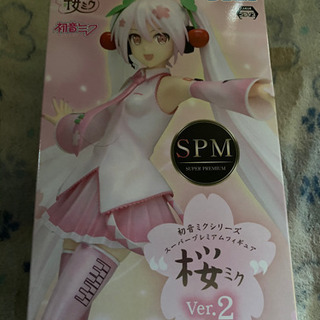 桜ミク
初音ミク
SPM
SUPER PREMIUM
初音ミクシリーズ
スーパープレミアムフィギュア
"桜ミク"
Ver.2